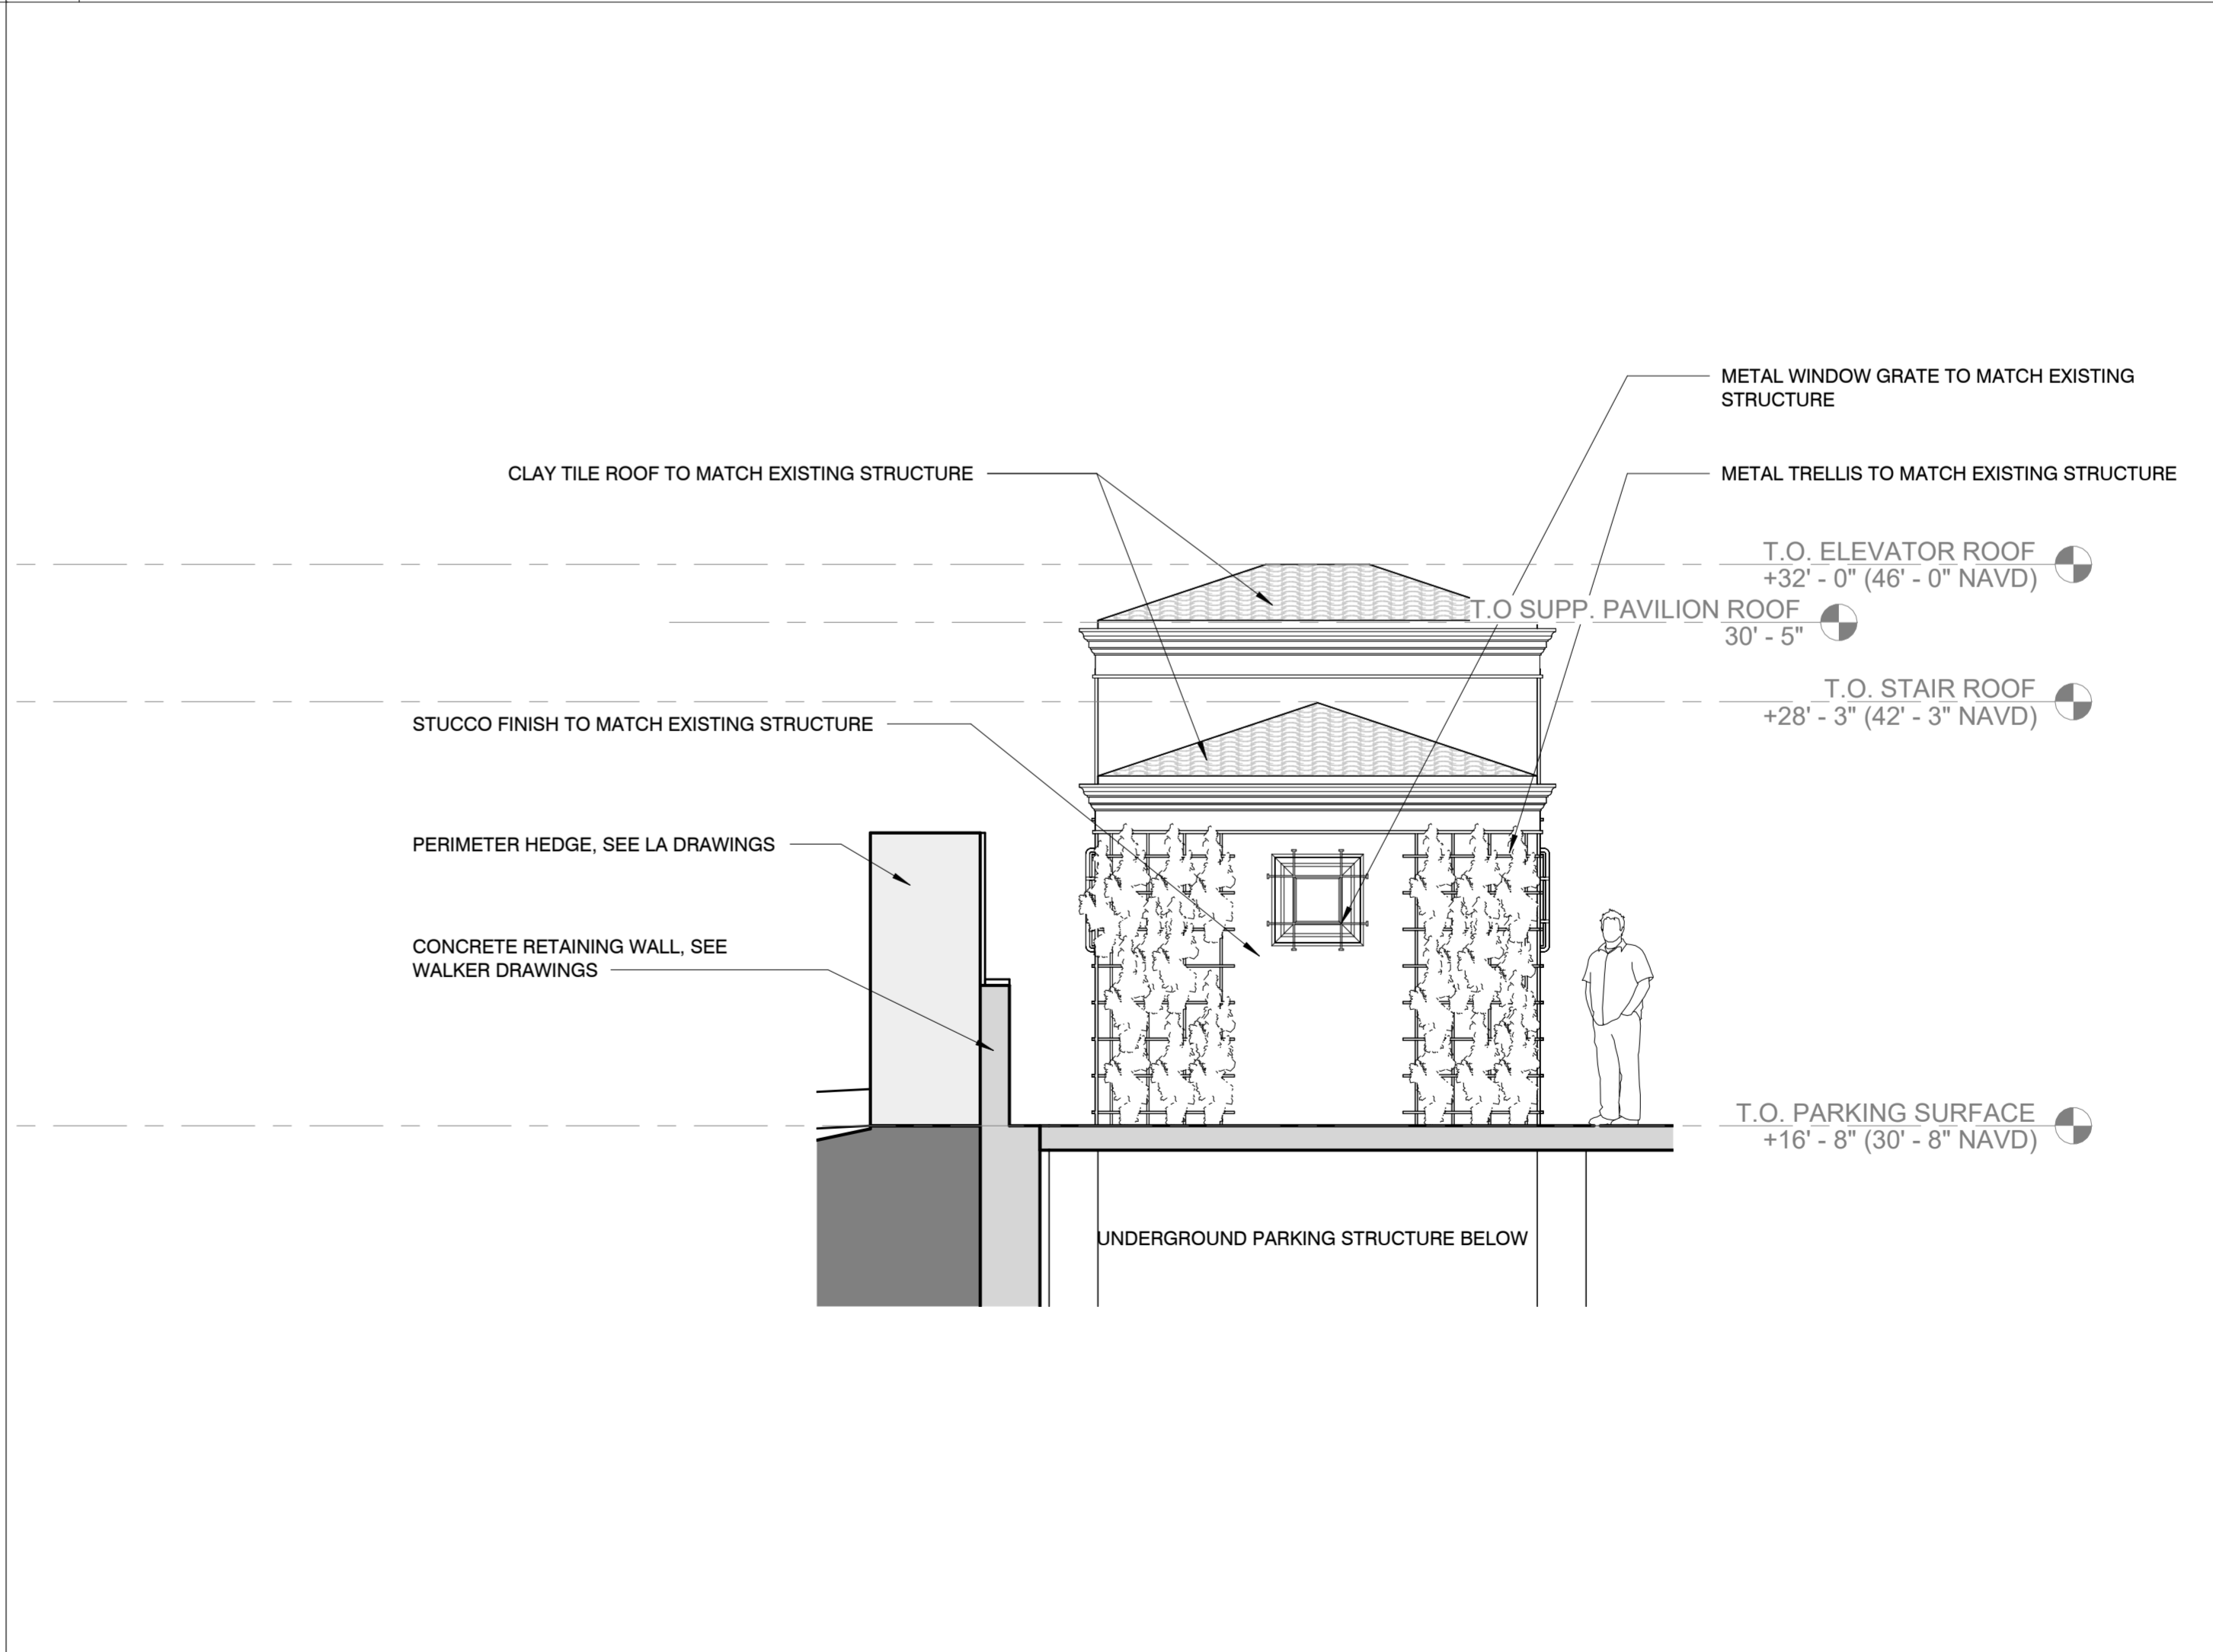 METAL WINDOW GRATE TO MATCH EXISTING
STRUCTURE
CLAY TILE ROOF TO MATCH EXISTING STRUCTURE
METAL TRELLIS TO MATCH EXISTING STRUCTURE
T.O. ELEVATOR ROOF
+32' - 0" (46' - 0" NAVD)
T.O SUPP. PAVILION ROOF
30' - 5"
T.O. STAIR ROOF
+28' - 3" (42' - 3" NAVD)
STUCCO FINISH TO MATCH EXISTING STRUCTURE
PERIMETER HEDGE, SEE LA DRAWINGS
CONCRETE RETAINING WALL, SEE
WALKER DRAWINGS
T.O. PARKING SURFACE
+16' - 8" (30' - 8" NAVD)
UNDERGROUND PARKING STRUCTURE BELOW